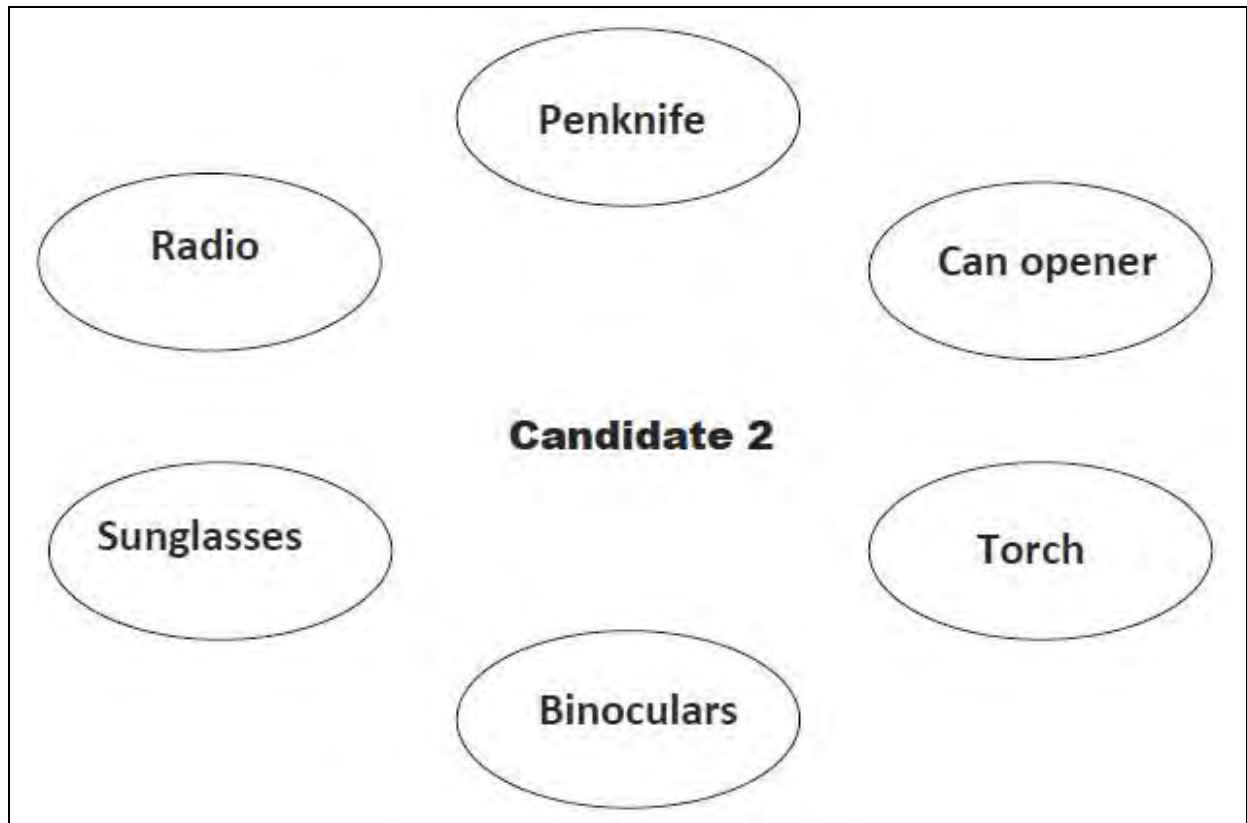 Penknife
Radio
Can opener
Candidate 2
Sunglasses
Torch
Binoculars